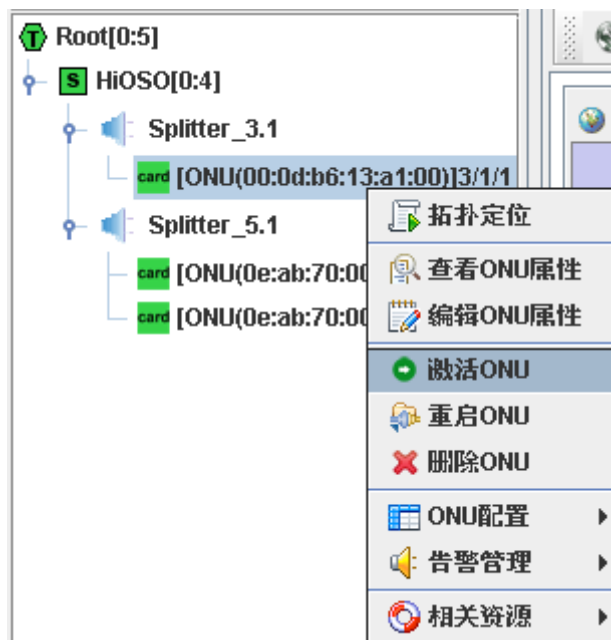 T Root[0:5]
S HiOSO[0:4]
Splitter_3.1
card [ONU(00:0d:b6:13:a1:00)]3/1/1
Splitter_5.1
card [ONU(0e:ab:70:00
card [ONU(0e:ab:70:00
拓扑定位
查看ONU属性
编辑ONU属性
激活ONU
重启ONU
删除ONU
ONU配置
告警管理
相关资源